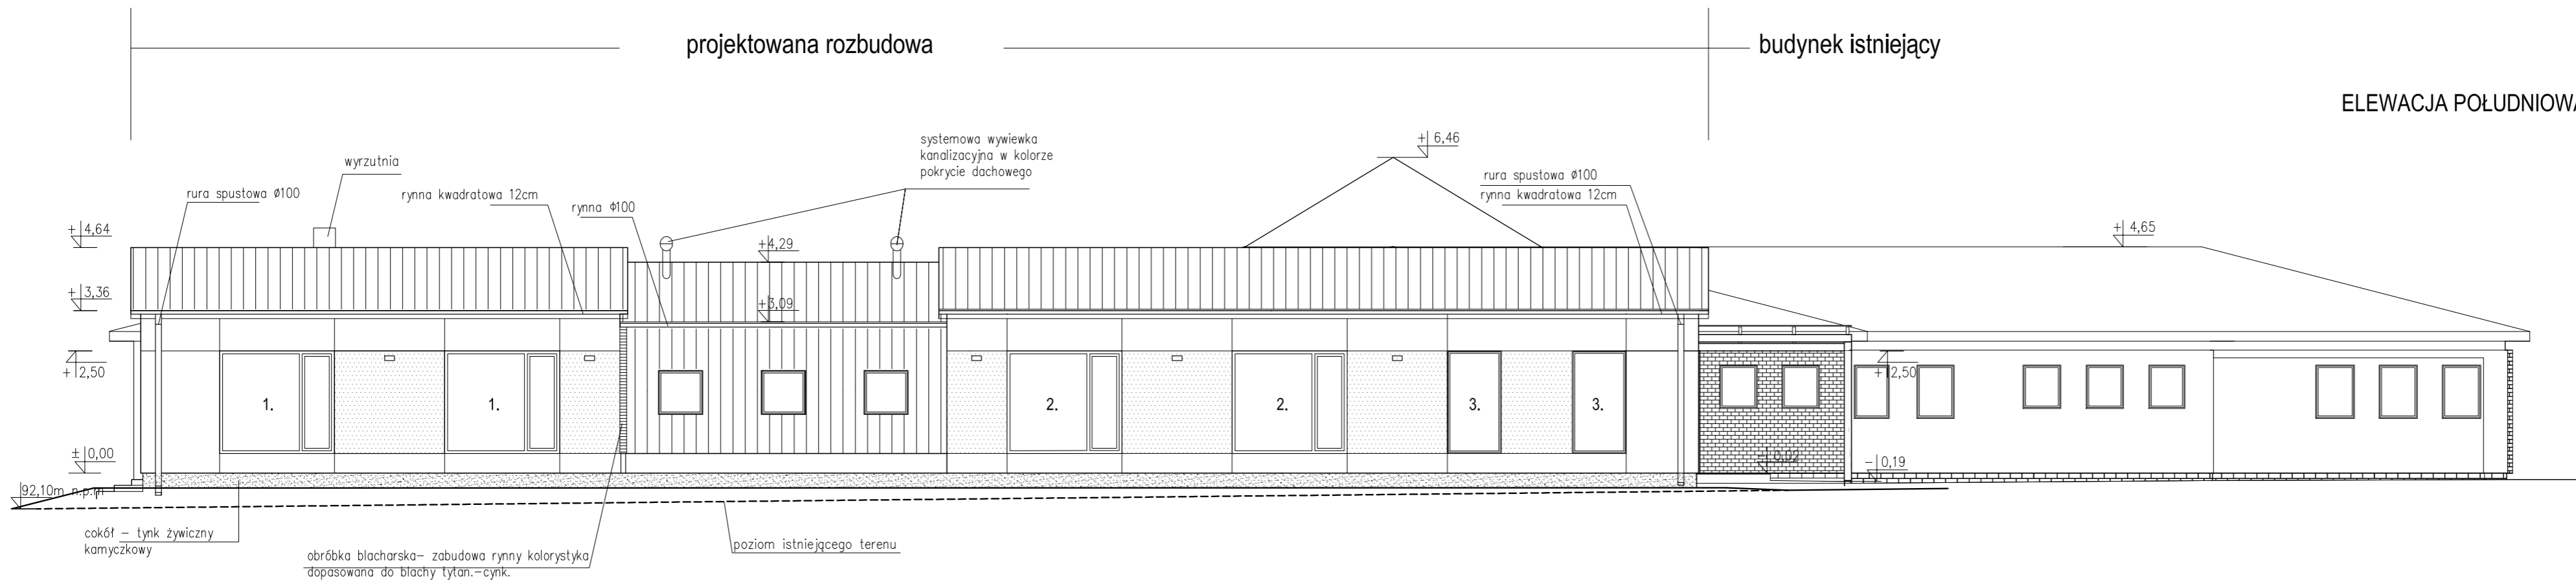 projektowana rozbudowa
budynek istniejący
ELEWACJA POŁUDNIOWA
systemowa wywiewka
kanalizacyjna w kolorze
pokrycie dachowego
+ 6,46
wyrzutnia
rura spustowa ø100
rynna kwadratowa 12cm
rynna Φ100
rura spustowa ø100
rynna kwadratowa 12cm
+ 4,64
+4,29
+ 4,65
+ 3,36
+3,09
+ 2,50
+ 2,50
1.
1.
2.
2.
3.
3.
± 0,00
- 0,02
- 0,19
92,10m n.p.m
cokół – tynk żywiczny
kamyczkowy
obróbka blacharska– zabudowa rynny kolorystyka
dopasowana do blachy tytan.–cynk.
poziom istniejącego terenu